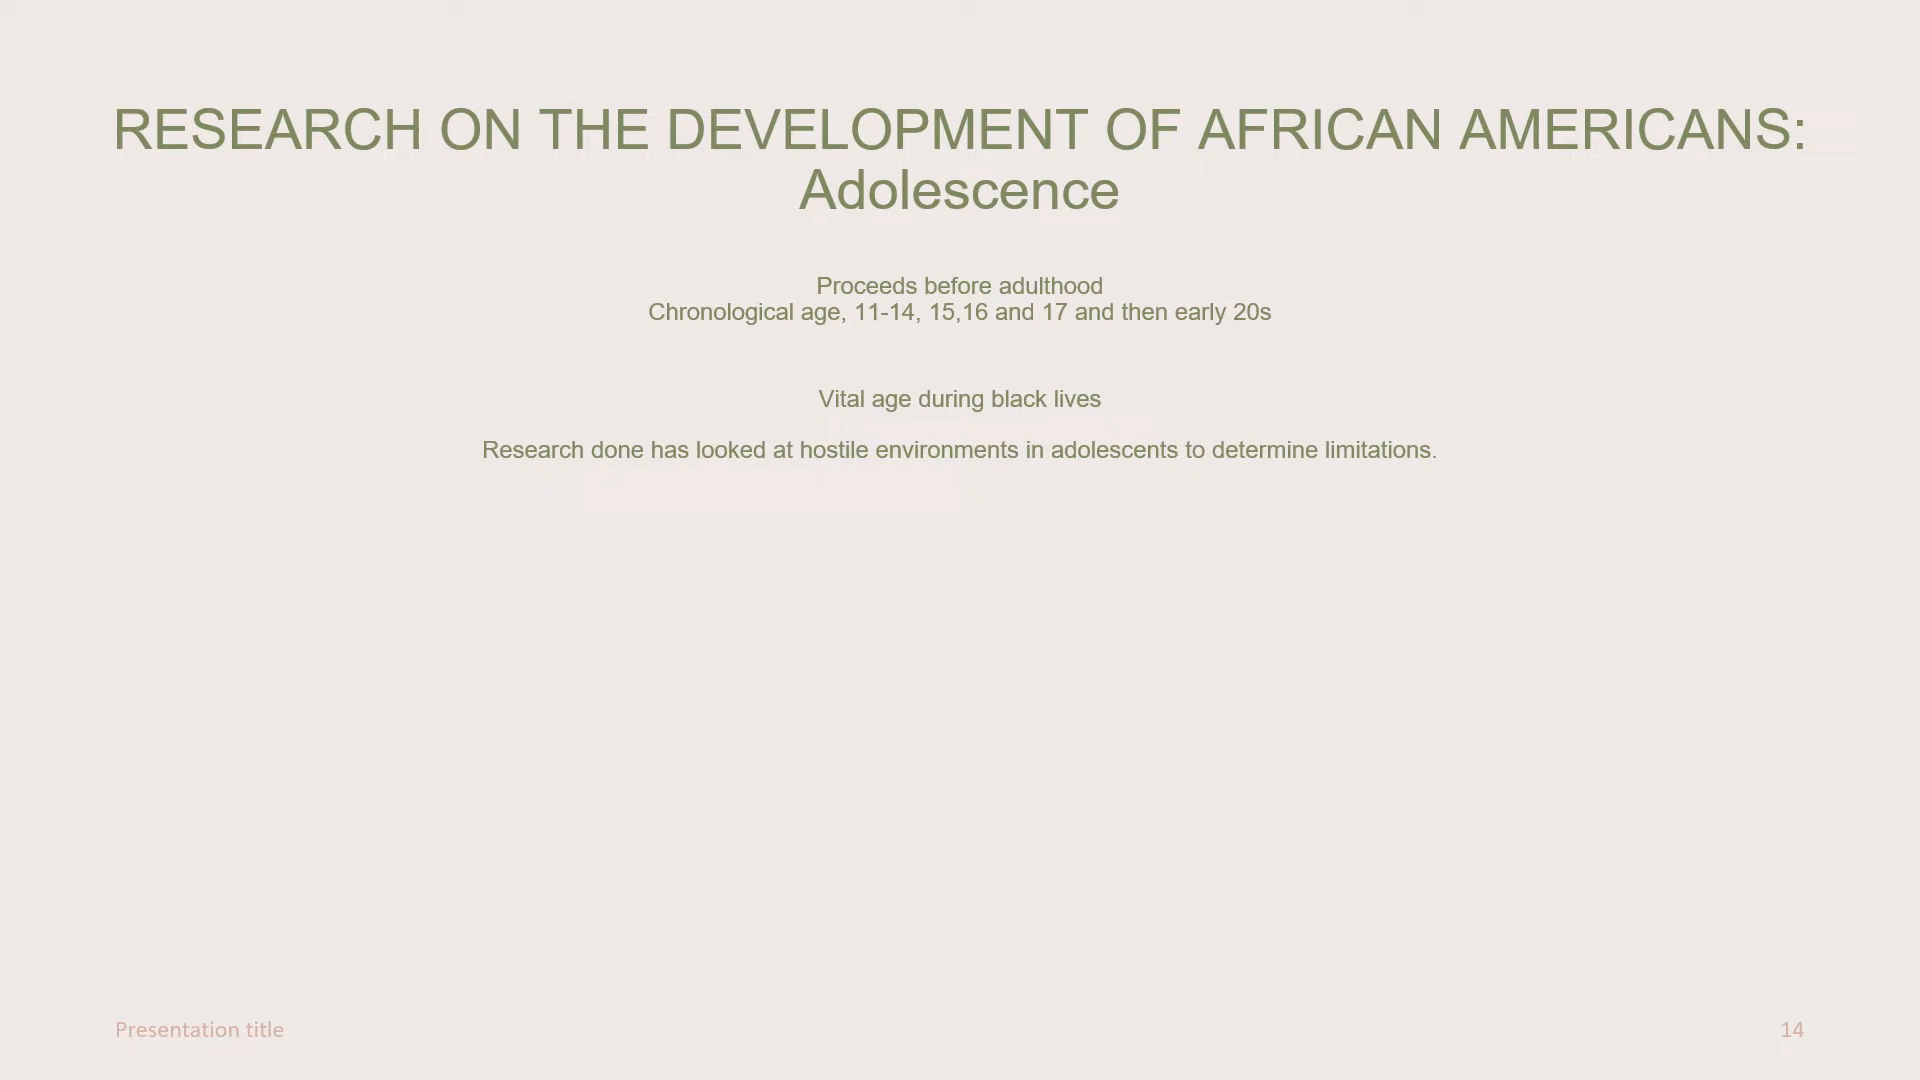 RESEARCH ON THE DEVELOPMENT OF AFRICAN AMERICANS:
Adolescence
Proceeds before adulthood
Chronological age, 11-14, 15,16 and 17 and then early 20s
Vital age during black lives
Research done has looked at hostile environments in adolescents to determine limitations.
Presentation title
14